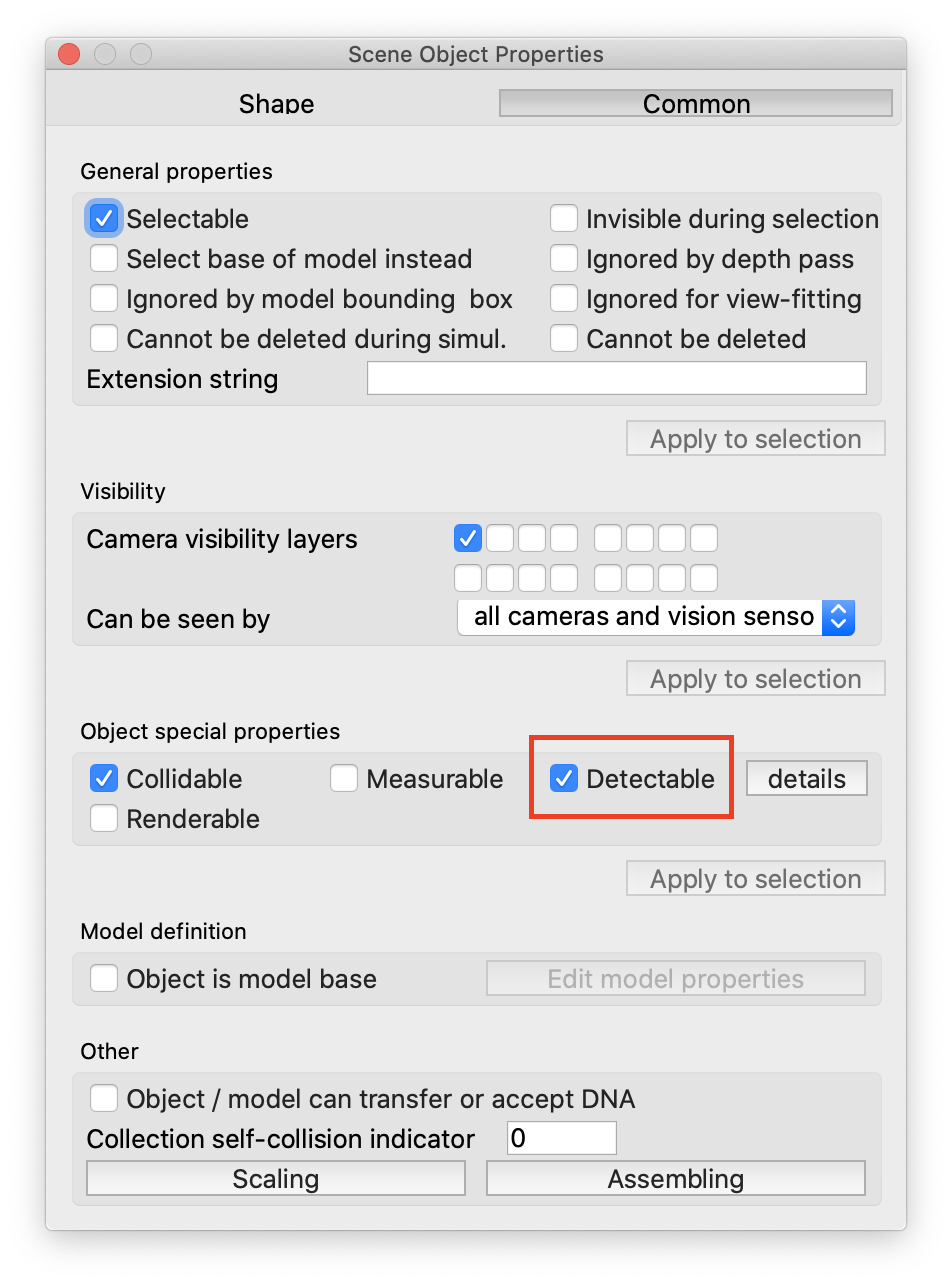 Scene Object Properties
Shape Common
General properties
Selectable Invisible during selection
Select base of model instead Ignored by depth pass
Ignored by model bounding  box Ignored for view-fitting
Cannot be deleted during simul. Cannot be deleted
Extension string
Apply to selection
Visibility
Camera visibility layers
Can be seen by all cameras and vision senso
Apply to selection
Object special properties
Collidable Measurable Detectable details
Renderable
Apply to selection
Model definition
Object is model base Edit model properties
Other
Object / model can transfer or accept DNA
Collection self-collision indicator 0
Scaling Assembling